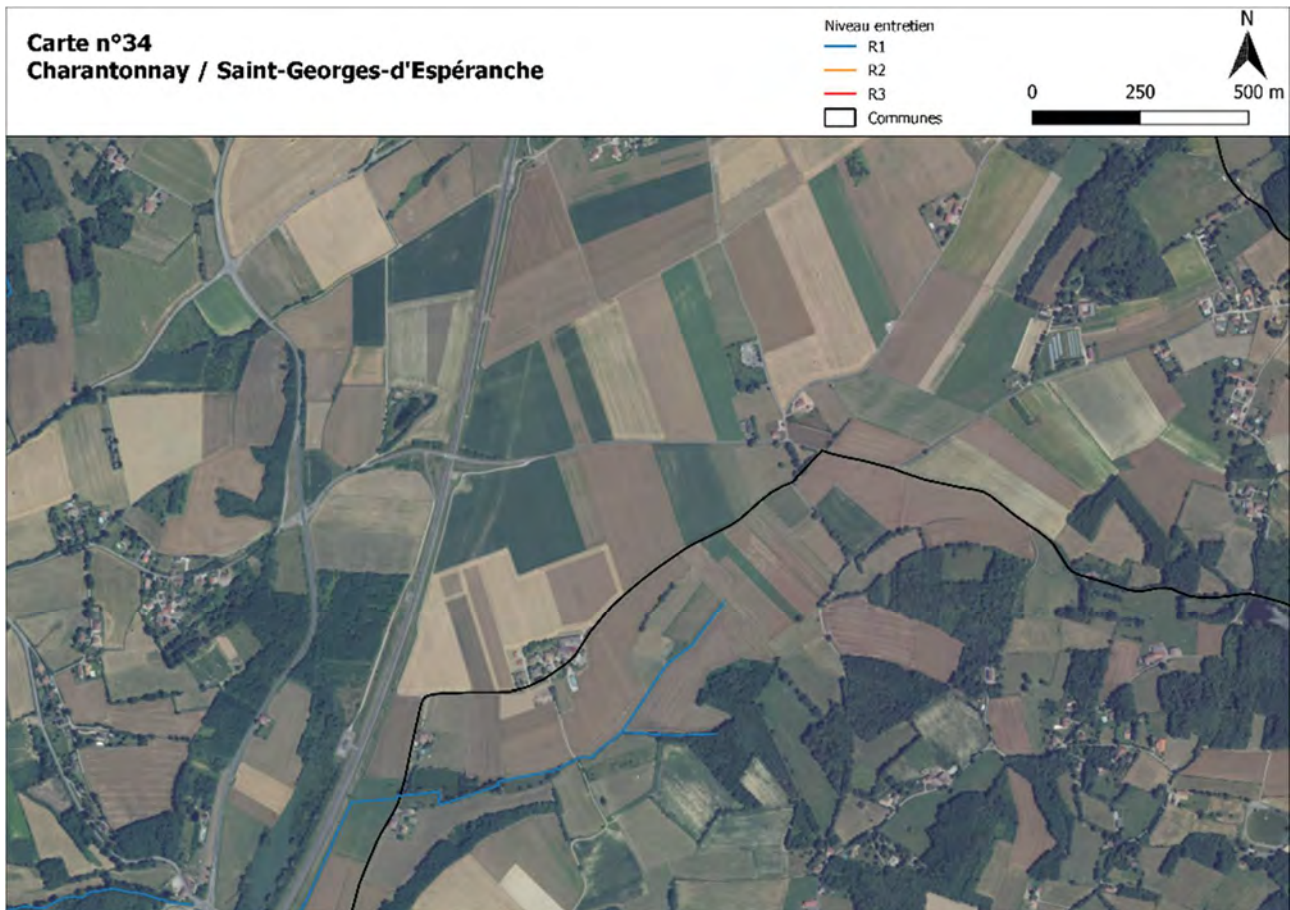 Carte n°34
Charantonnay / Saint-Georges-d'Espéranche
Niveau entretien
R1
R2
R3
Communes
N
0 250 500 m